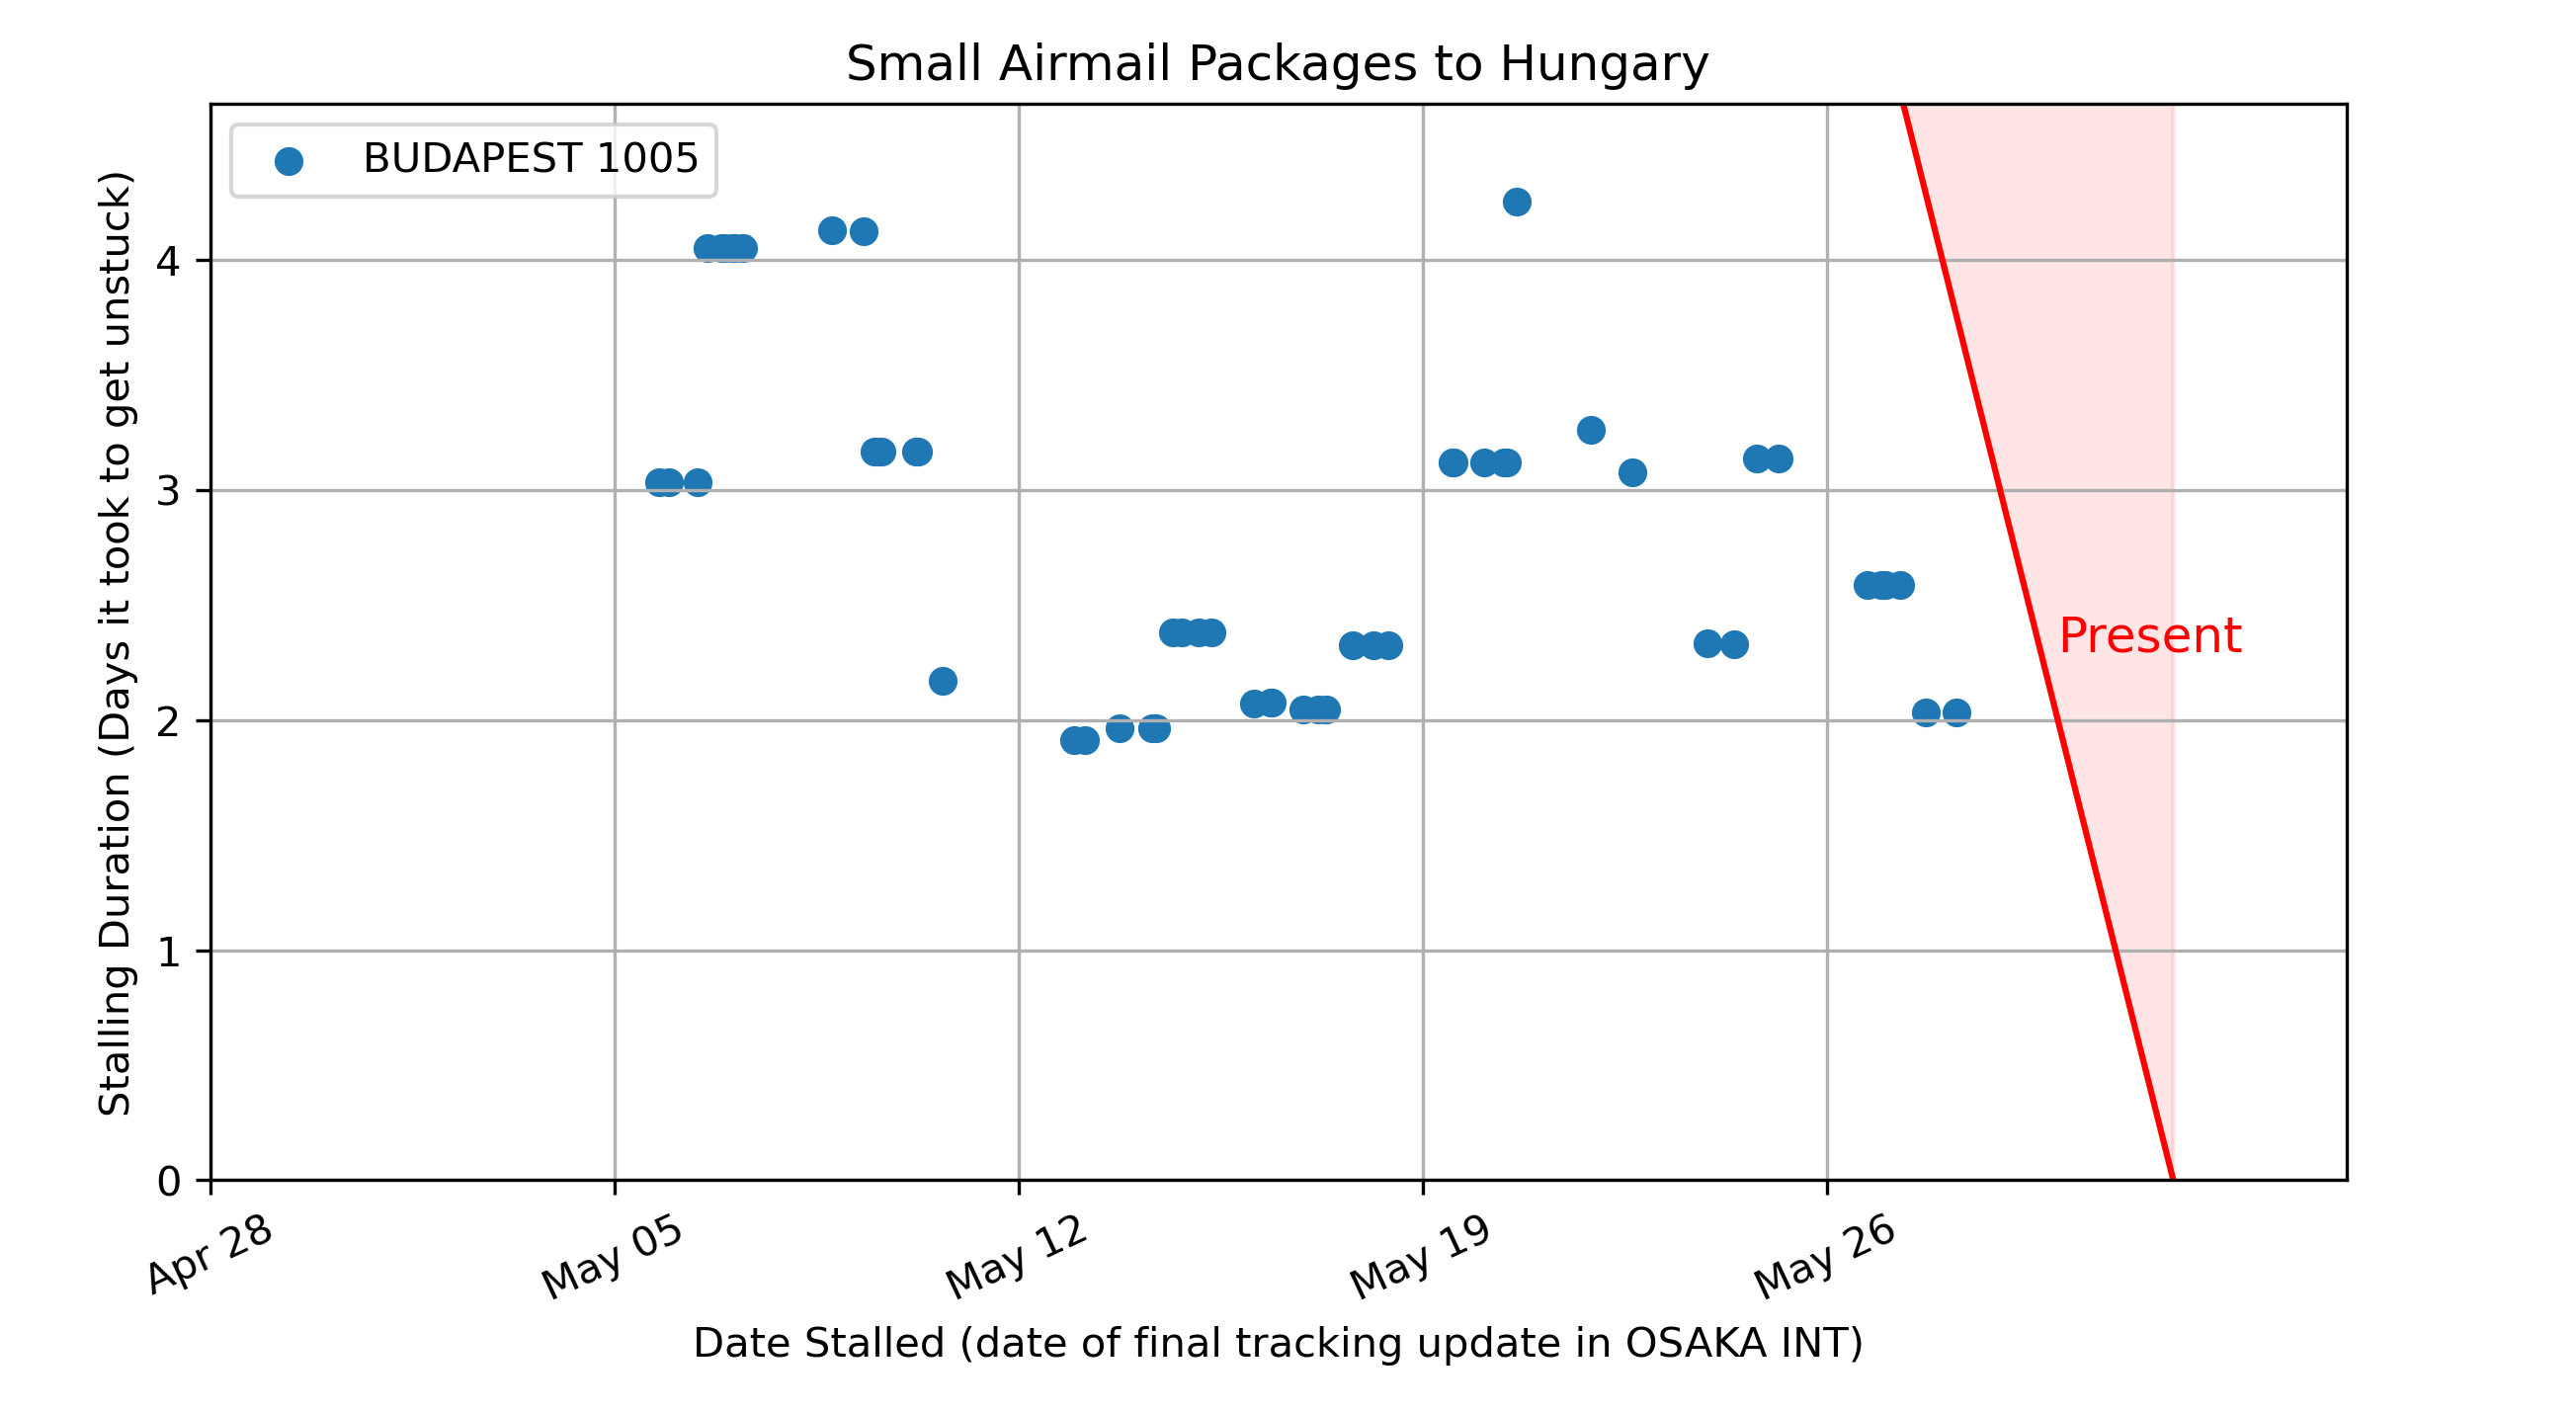 Small Airmail Packages to Hungary
BUDAPEST 1005
Stalling Duration (Days it took to get unstuck)
4
3
2
1
0
Present
Apr 28
May 05
May 12
May 19
May 26
Date Stalled (date of final tracking update in OSAKA INT)